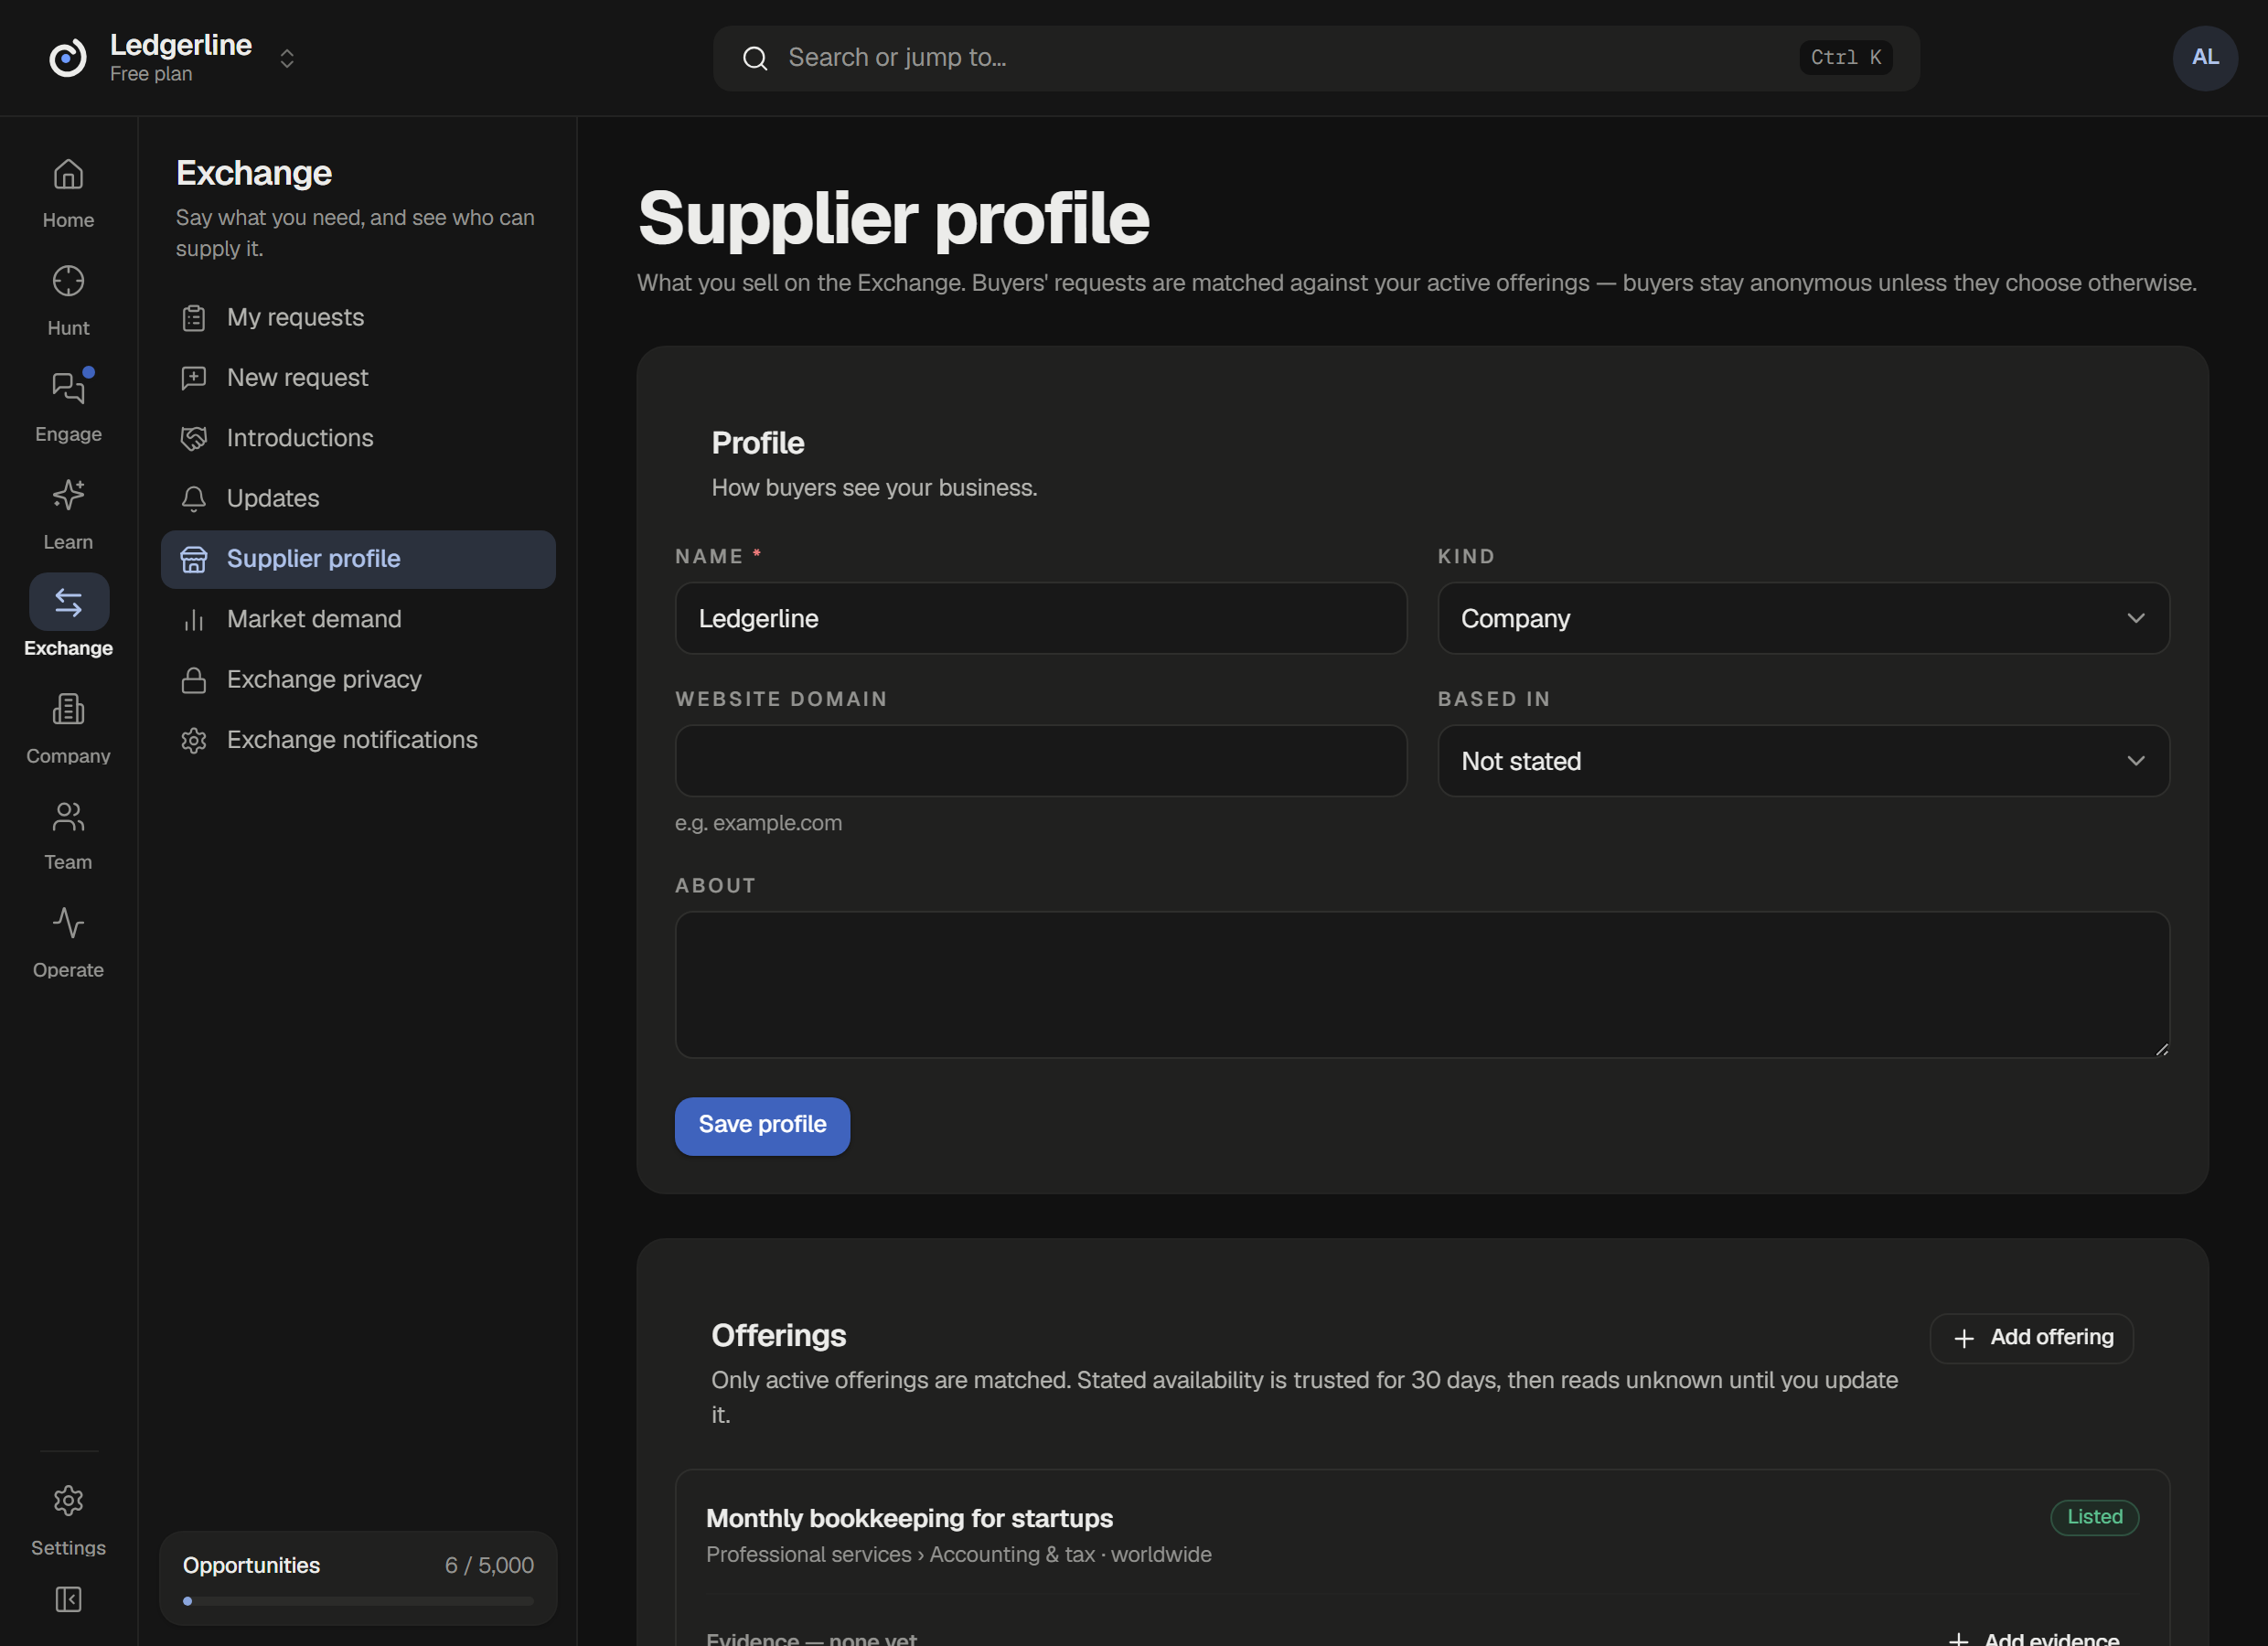 Ledgerline
Free plan
Search or jump to...
Ctrl K
AL
Home
Hunt
Engage
Learn
Exchange
Company
Team
Operate
Settings
Exchange
Say what you need, and see who can
supply it.
My requests
New request
Introductions
Updates
Supplier profile
Market demand
Exchange privacy
Exchange notifications
Opportunities
6 / 5,000
Supplier profile
What you sell on the Exchange. Buyers' requests are matched against your active offerings — buyers stay anonymous unless they choose otherwise.
Profile
How buyers see your business.
NAME *
KIND
Ledgerline
Company
WEBSITE DOMAIN
BASED IN
Not stated
e.g. example.com
ABOUT
Save profile
Offerings
Add offering
Only active offerings are matched. Stated availability is trusted for 30 days, then reads unknown until you update
it.
Monthly bookkeeping for startups
Listed
Professional services › Accounting & tax · worldwide
Evidence — none yet
Add evidence